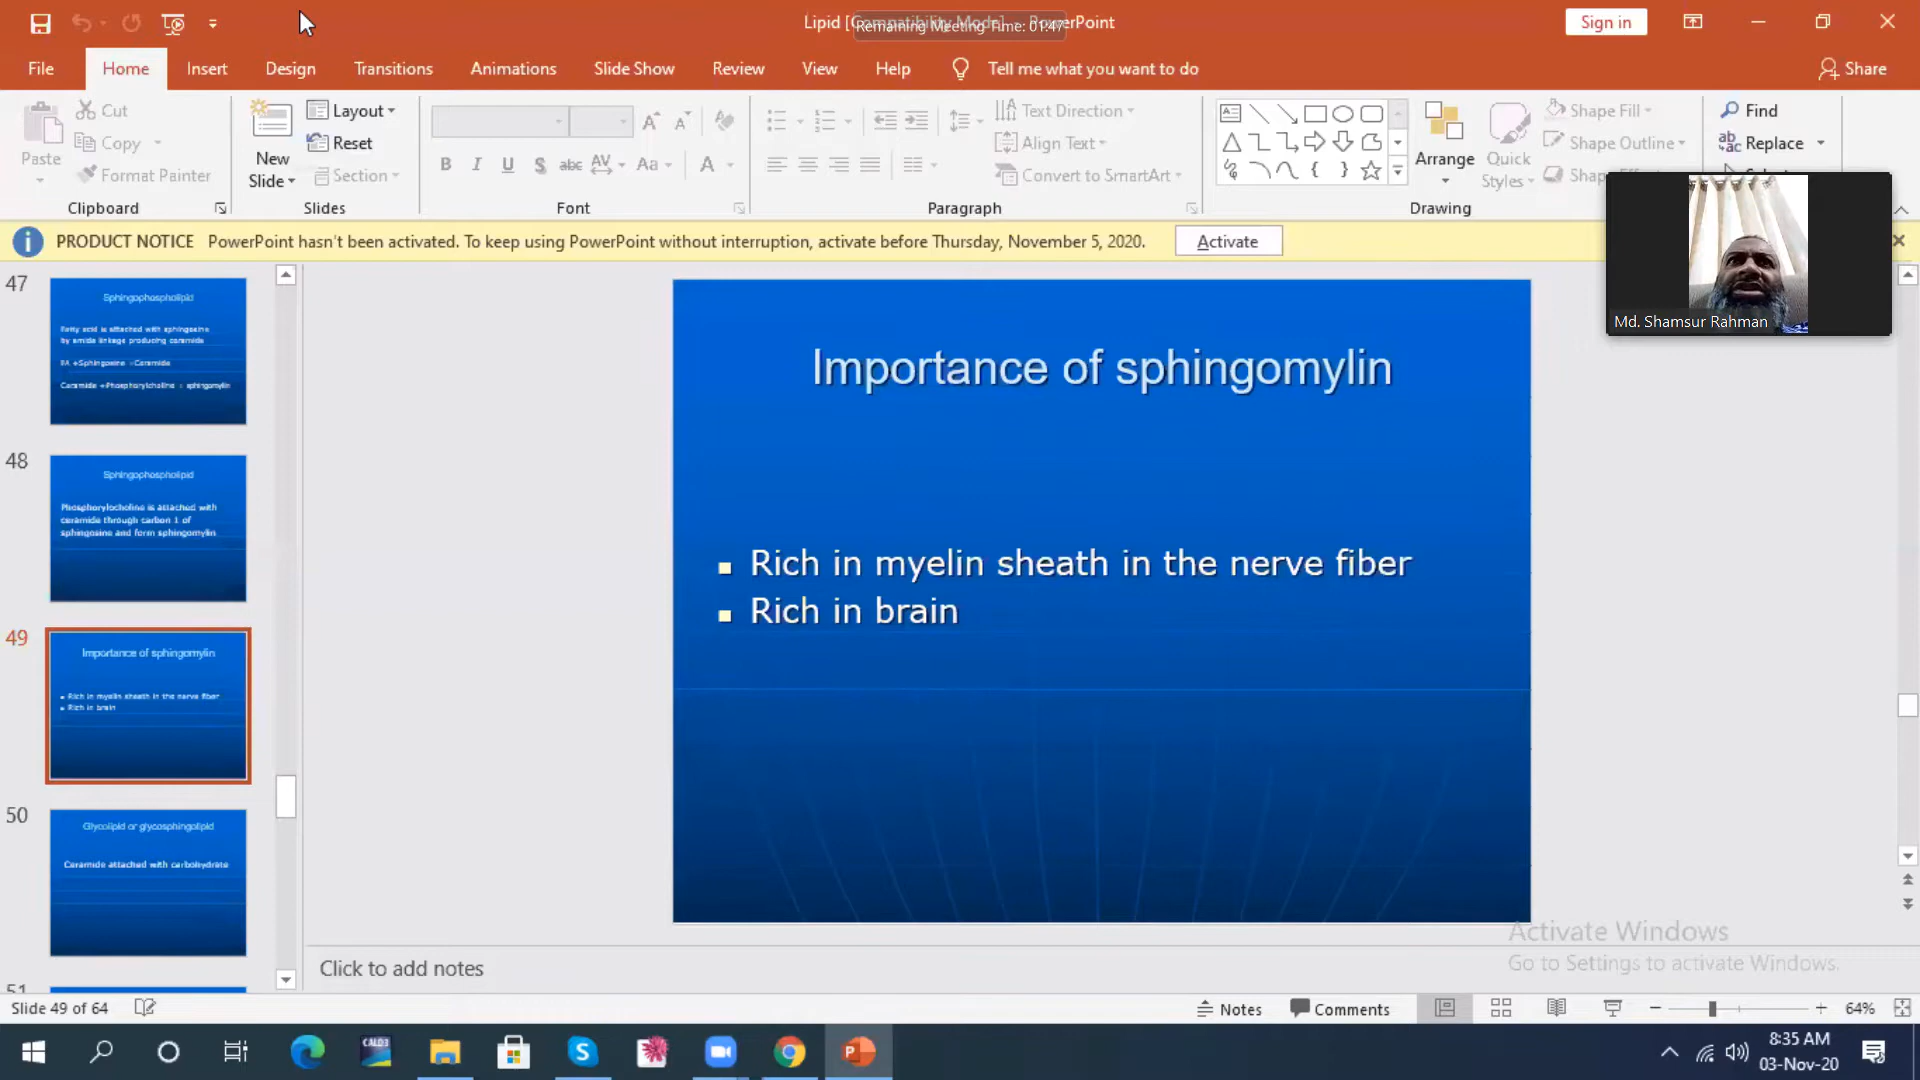 Lipid [Compatibility Mode] - PowerPoint
Remaining Meeting Time: 01:47
Sign in
File Home Insert Design Transitions Animations Slide Show Review View Help Tell me what you want to do Share
Paste
Cut
Copy
Format Painter
Clipboard
New Slide
Layout
Reset
Section
Slides
B I U S abc AV Aa A
Font
Text Direction
Align Text
Convert to SmartArt
Paragraph
Arrange
Quick Styles
Shape Fill
Shape Outline
Drawing
Find
Replace
PRODUCT NOTICE PowerPoint hasn't been activated. To keep using PowerPoint without interruption, activate before Thursday, November 5, 2020. Activate
Md. Shamsur Rahman
47
Sphingophospholipid
Fatty acid is attached with sphingosine
by amide linkage producing ceramide
FA +Sphingosine =Ceramide
Ceramide +Phosphorylcholine = sphingomylin
48
Sphingophospholipid
Phosphorylocholine is attached with
ceramide through carbon 1 of
sphingosine and form sphingomylin
49
Importance of sphingomylin
Rich in myelin sheath in the nerve fiber
Rich in brain
50
Glycolipid or glycosphingolipid
Ceramide attached with carbohydrate
51
Importance of sphingomylin
Rich in myelin sheath in the nerve fiber
Rich in brain
Click to add notes
Activate Windows
Go to Settings to activate Windows.
Slide 49 of 64
Notes
Comments
64%
8:35 AM
03-Nov-20